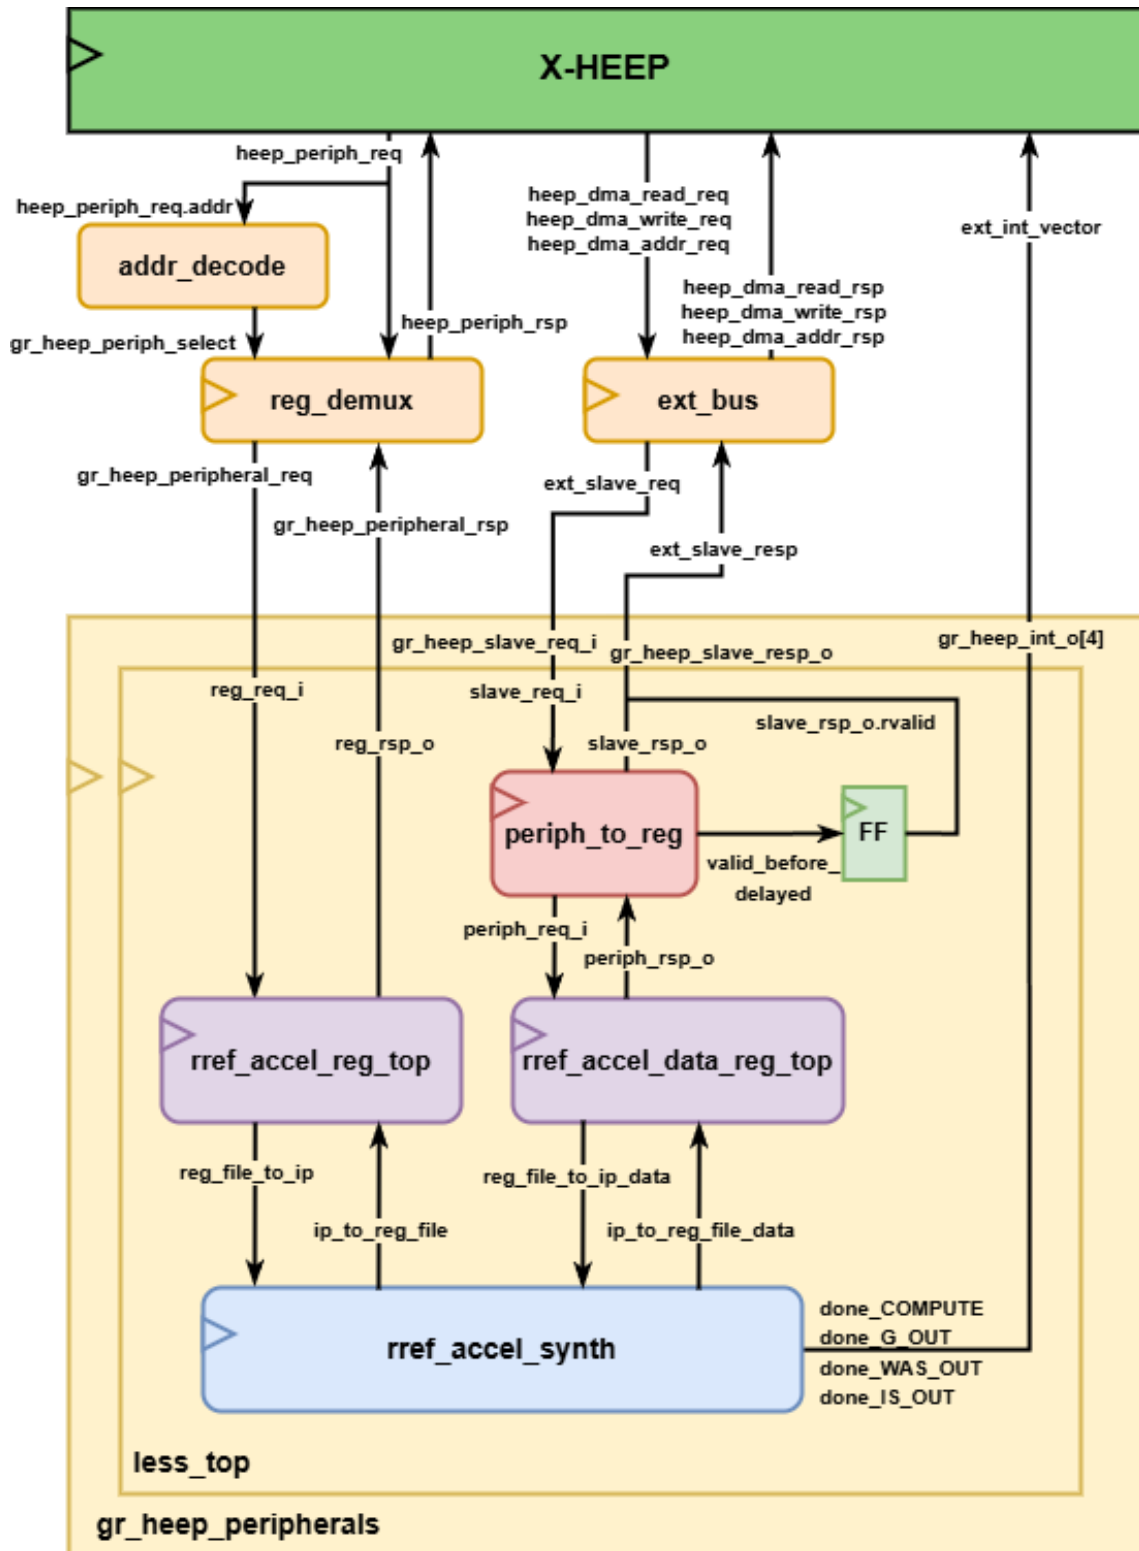 X-HEEP
heep_periph_req
heep_periph_req.addr
heep_dma_read_req
heep_dma_write_req
heep_dma_addr_req
ext_int_vector
addr_decode
heep_dma_read_rsp
heep_dma_write_rsp
heep_dma_addr_rsp
heep_periph_rsp
gr_heep_periph_select
reg_demux
ext_bus
gr_heep_peripheral_req
ext_slave_req
gr_heep_peripheral_rsp
ext_slave_resp
gr_heep_slave_req_i
gr_heep_slave_resp_o
gr_heep_int_o[4]
reg_req_i
slave_req_i
slave_rsp_o.rvalid
reg_rsp_o
slave_rsp_o
periph_to_reg
FF
valid_before_
delayed
periph_req_i
periph_rsp_o
rref_accel_reg_top
rref_accel_data_reg_top
reg_file_to_ip
reg_file_to_ip_data
ip_to_reg_file
ip_to_reg_file_data
rref_accel_synth
done_COMPUTE
done_G_OUT
done_WAS_OUT
done_IS_OUT
less_top
gr_heep_peripherals